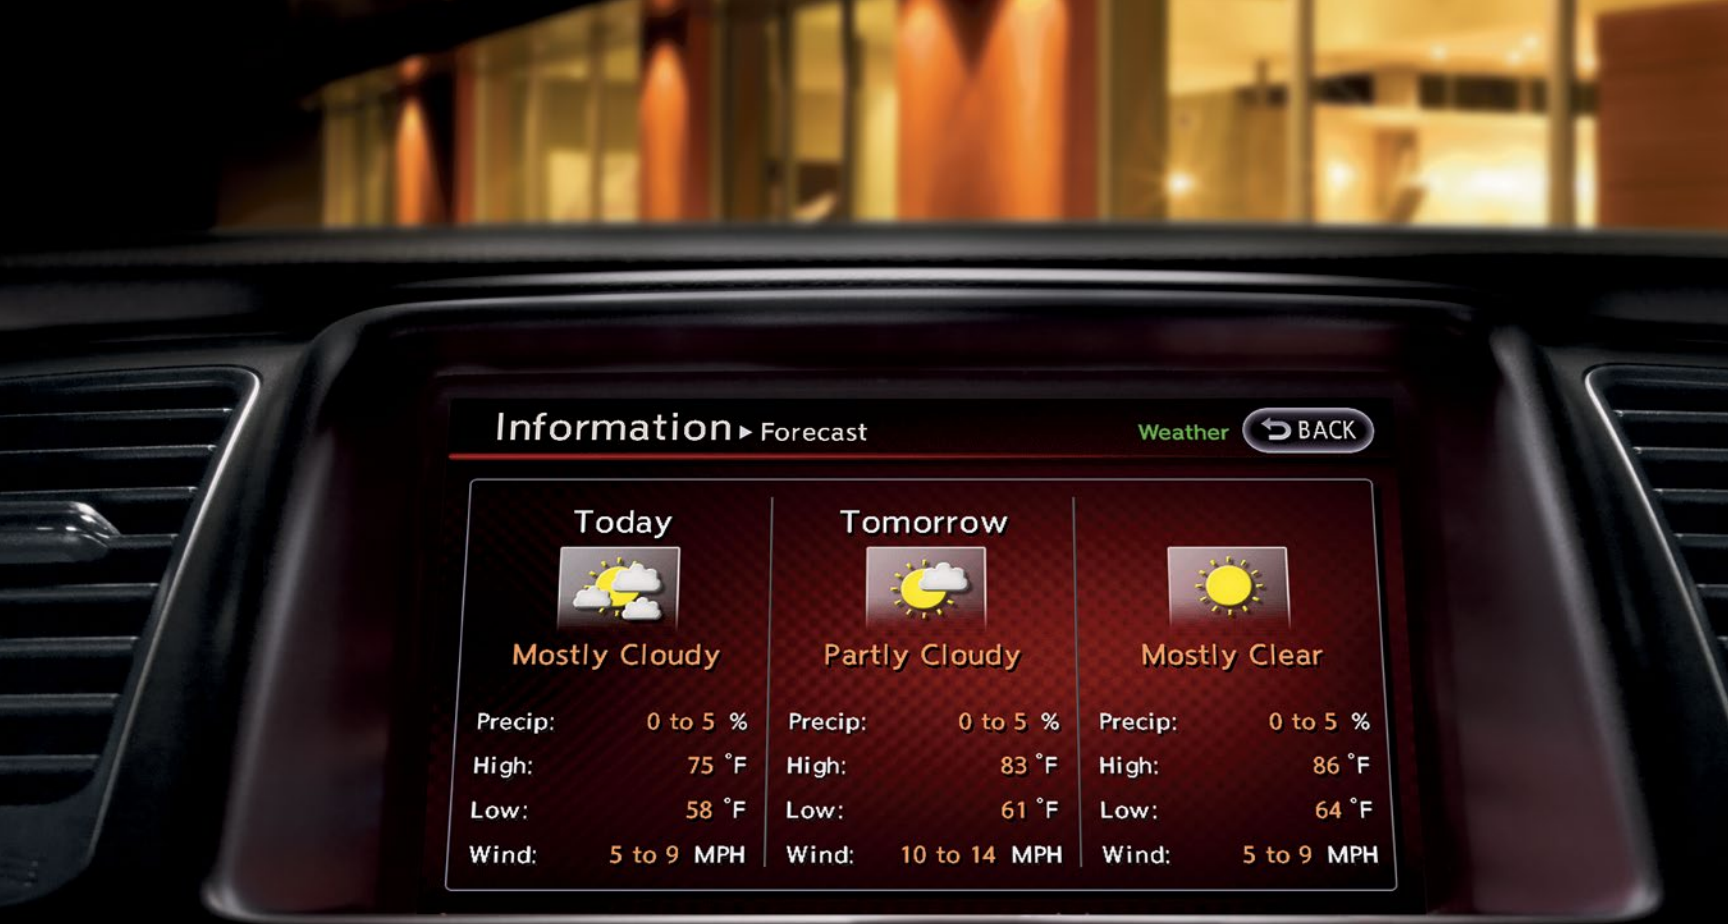 Information ▸ Forecast Weather BACK
Today Tomorrow
Mostly Cloudy Partly Cloudy Mostly Clear
Precip: 0 to 5 % Precip: 0 to 5 % Precip: 0 to 5 %
High: 75 °F High: 83 °F High: 86 °F
Low: 58 °F Low: 61 °F Low: 64 °F
Wind: 5 to 9 MPH Wind: 10 to 14 MPH Wind: 5 to 9 MPH